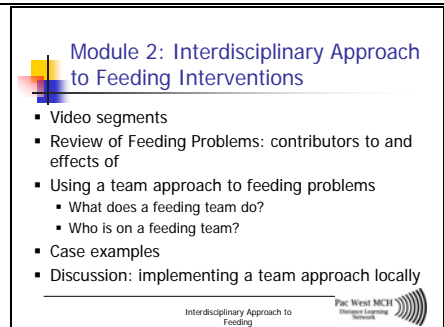 Module 2: Interdisciplinary Approach
to Feeding Interventions
▪ Video segments
▪ Review of Feeding Problems: contributors to and
effects of
▪ Using a team approach to feeding problems
▪ What does a feeding team do?
▪ Who is on a feeding team?
▪ Case examples
▪ Discussion: implementing a team approach locally
Interdisciplinary Approach to
Feeding
Pac West MCH
Distance Learning
Network